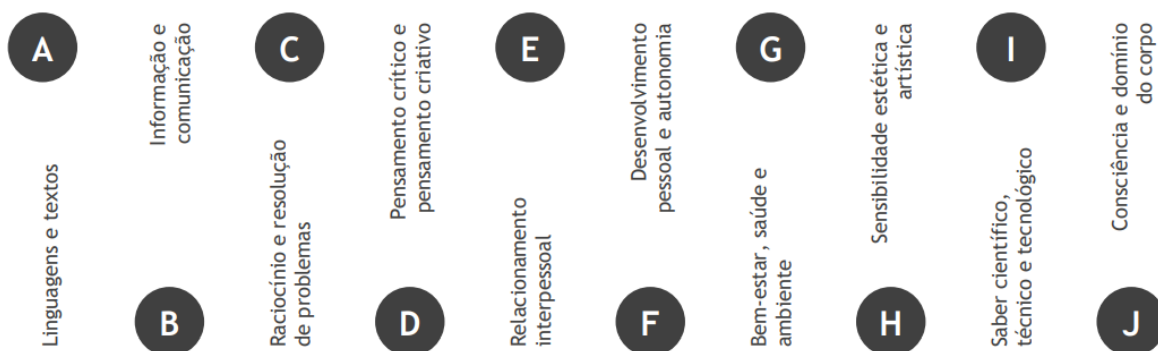 A
Linguagens e textos
Informação e
comunicação
B
C
Raciocínio e resolução
de problemas
Pensamento crítico e
pensamento criativo
D
E
Relacionamento
interpessoal
Desenvolvimento
pessoal e autonomia
F
G
Bem-estar, saúde e
ambiente
Sensibilidade estética e
artística
H
I
Saber científico,
técnico e tecnológico
Consciência e domínio
do corpo
J